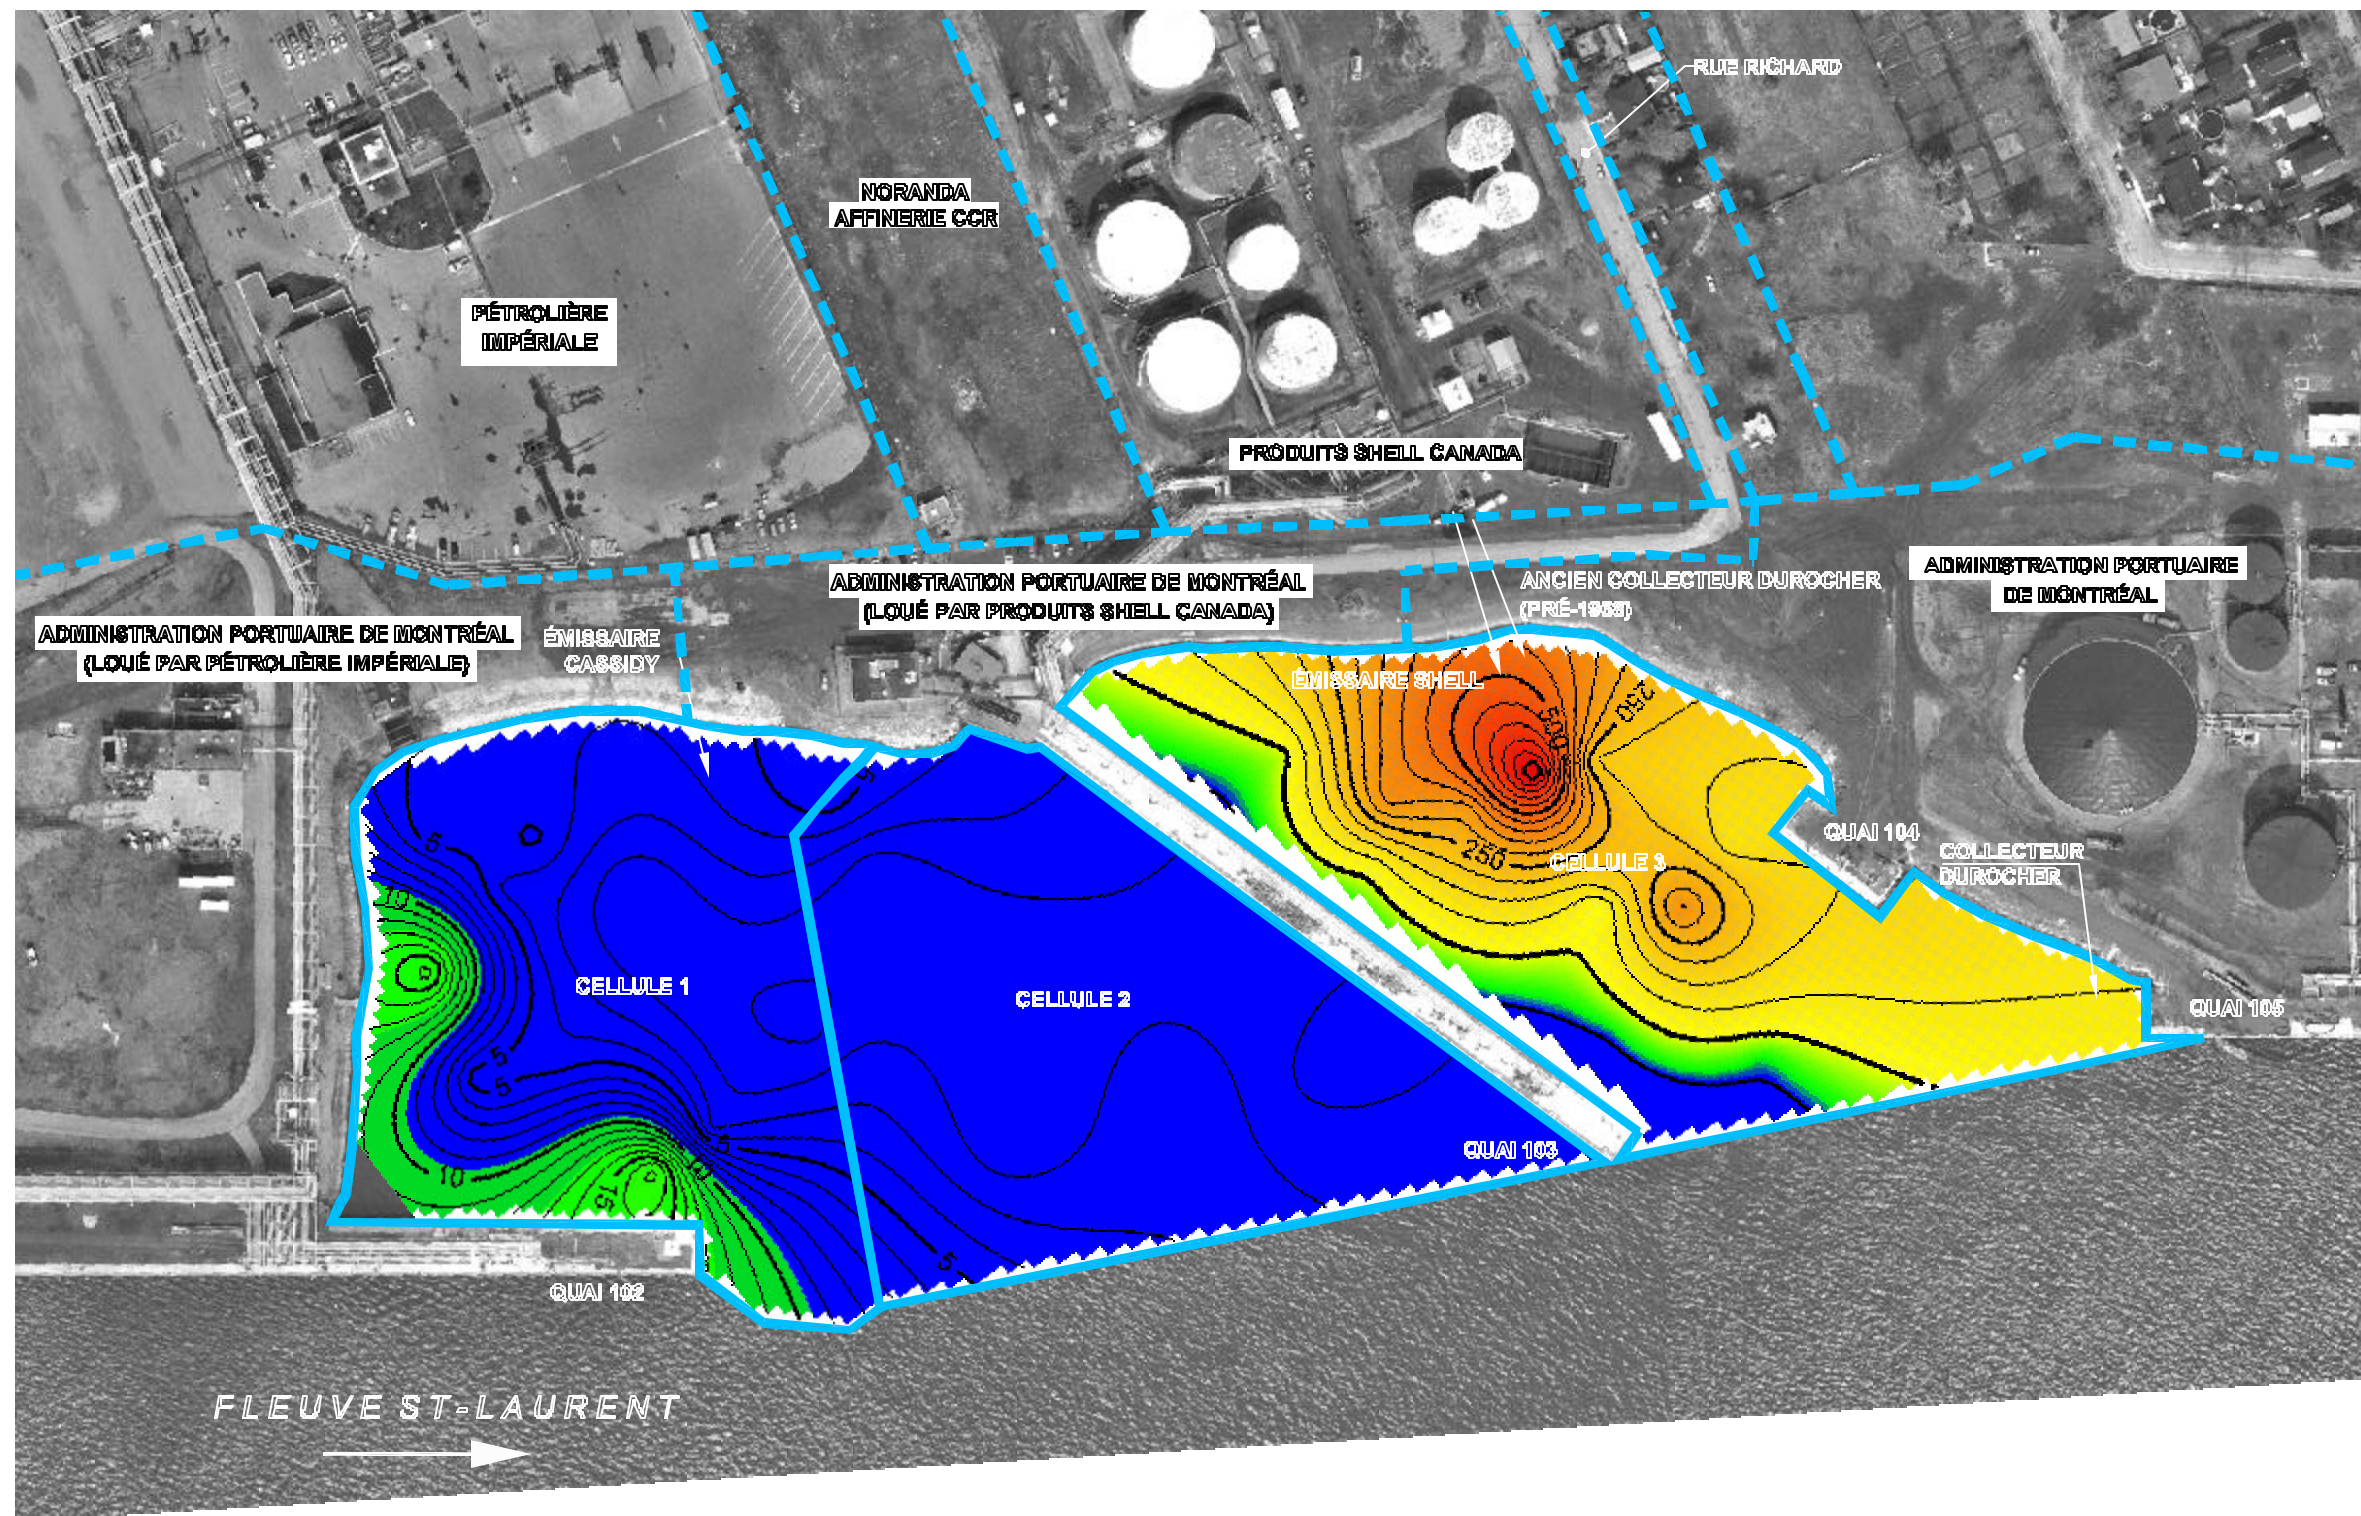 RUE RICHARD
NORANDA
AFFINERIE CCR
PÉTROLIÈRE
IMPÉRIALE
PRODUITS SHELL CANADA
ADMINISTRATION PORTUAIRE
DE MONTRÉAL
ADMINISTRATION PORTUAIRE DE MONTRÉAL
(LOUÉ PAR PRODUITS SHELL CANADA)
ANCIEN COLLECTEUR DUROCHER
ADMINISTRATION PORTUAIRE DE MONTRÉAL
(LOUÉ PAR PÉTROLIÈRE IMPÉRIALE)
ÉMISSAIRE
CASSIDY
ÉMISSAIRE SHELL
250
500
5
QUAI 104
5
250
CELLULE 3
COLLECTEUR
DUROCHER
CELLULE 1
CELLULE 2
QUAI 105
5
5
5
QUAI 103
10
15
5
QUAI 102
FLEUVE ST-LAURENT